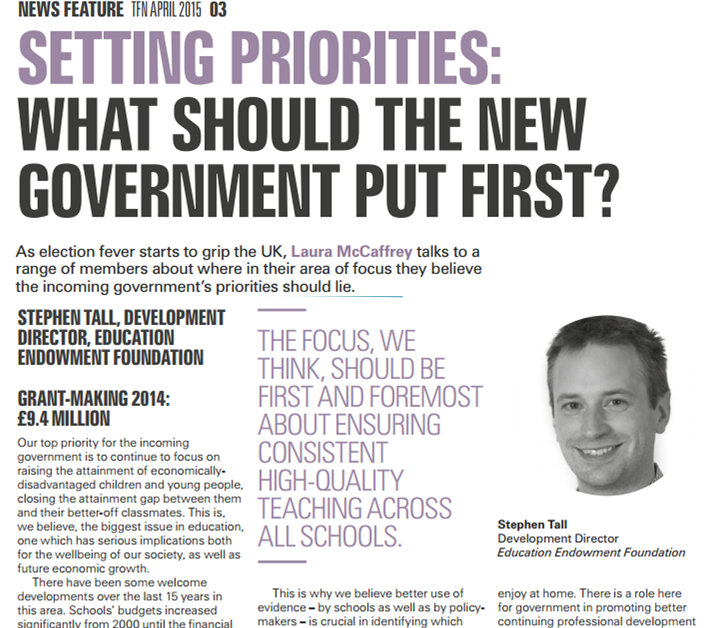 NEWS FEATURE TFN APRIL 2015 03
SETTING PRIORITIES:
WHAT SHOULD THE NEW
GOVERNMENT PUT FIRST?
As election fever starts to grip the UK, Laura McCaffrey talks to a
range of members about where in their area of focus they believe
the incoming government's priorities should lie.
STEPHEN TALL, DEVELOPMENT
DIRECTOR, EDUCATION
ENDOWMENT FOUNDATION
GRANT-MAKING 2014:
£9.4 MILLION
Our top priority for the incoming
government is to continue to focus on
raising the attainment of economically-
disadvantaged children and young people,
closing the attainment gap between them
and their better-off classmates. This is,
we believe, the biggest issue in education,
one which has serious implications both
for the wellbeing of our society, as well as
future economic growth.
There have been some welcome
developments over the last 15 years in
this area. Schools' budgets increased
significantly from 2000 until the financial
THE FOCUS, WE
THINK, SHOULD BE
FIRST AND FOREMOST
ABOUT ENSURING
CONSISTENT
HIGH-QUALITY
TEACHING ACROSS
ALL SCHOOLS.
This is why we believe better use of
evidence – by schools as well as by policy-
makers – is crucial in identifying which
Stephen Tall
Development Director
Education Endowment Foundation
enjoy at home. There is a role here
for government in promoting better
continuing professional development